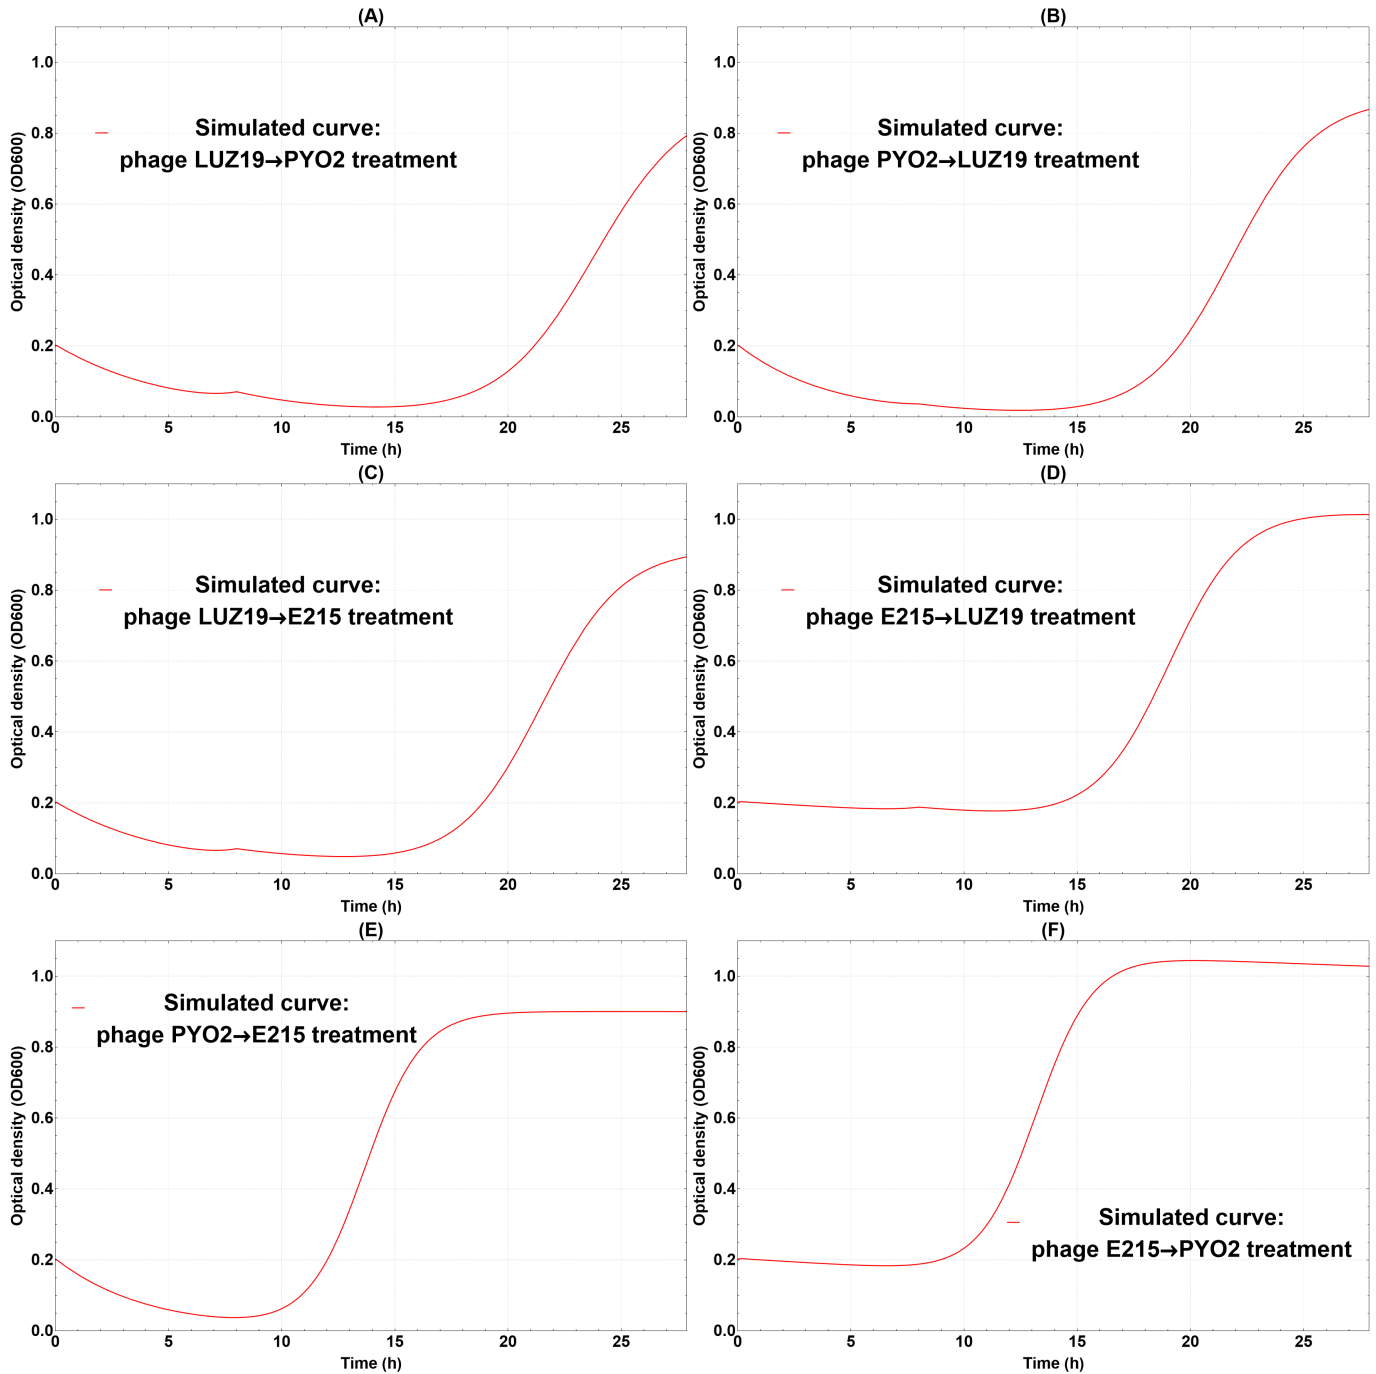 (A)
1.0
0.8
0.6
0.4
0.2
0.0
Optical density (OD600)
Simulated curve:
phage LUZ19→PYO2 treatment
0 5 10 15 20 25
Time (h)
(B)
1.0
0.8
0.6
0.4
0.2
0.0
Optical density (OD600)
Simulated curve:
phage PYO2→LUZ19 treatment
0 5 10 15 20 25
Time (h)
(C)
1.0
0.8
0.6
0.4
0.2
0.0
Optical density (OD600)
Simulated curve:
phage LUZ19→E215 treatment
0 5 10 15 20 25
Time (h)
(D)
1.0
0.8
0.6
0.4
0.2
0.0
Optical density (OD600)
Simulated curve:
phage E215→LUZ19 treatment
0 5 10 15 20 25
Time (h)
(E)
1.0
0.8
0.6
0.4
0.2
0.0
Optical density (OD600)
Simulated curve:
phage PYO2→E215 treatment
0 5 10 15 20 25
Time (h)
(F)
1.0
0.8
0.6
0.4
0.2
0.0
Optical density (OD600)
Simulated curve:
phage E215→PYO2 treatment
0 5 10 15 20 25
Time (h)